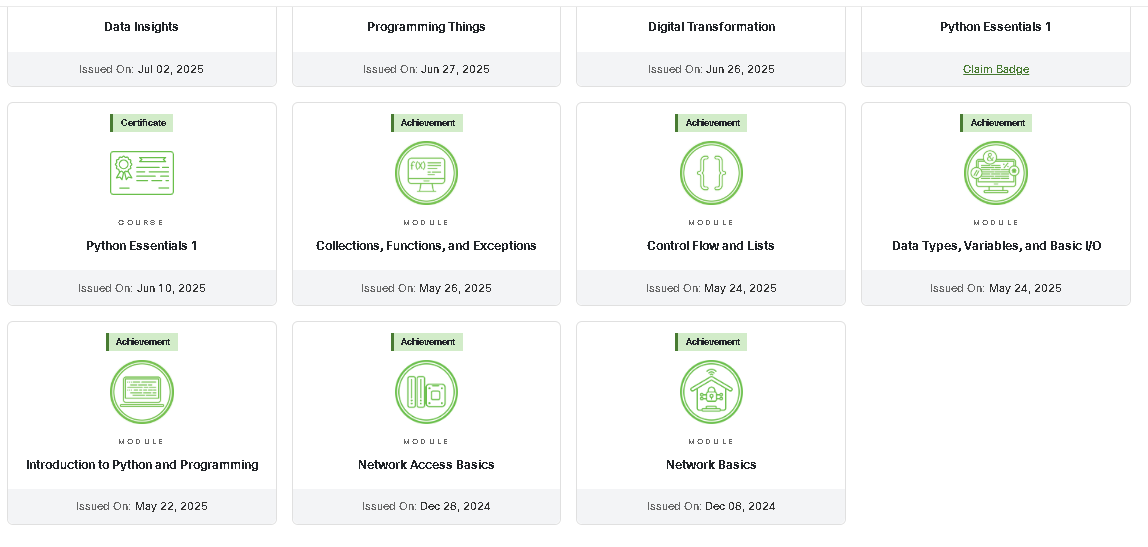 Data Insights
Programming Things
Digital Transformation
Python Essentials 1
Issued On: Jul 02, 2025
Issued On: Jun 27, 2025
Issued On: Jun 26, 2025
Claim Badge
Certificate
Achievement
Achievement
Achievement
f(x)
&
COURSE
MODULE
MODULE
MODULE
Python Essentials 1
Collections, Functions, and Exceptions
Control Flow and Lists
Data Types, Variables, and Basic I/O
Issued On: Jun 10, 2025
Issued On: May 26, 2025
Issued On: May 24, 2025
Issued On: May 24, 2025
Achievement
Achievement
Achievement
MODULE
MODULE
MODULE
Introduction to Python and Programming
Network Access Basics
Network Basics
Issued On: May 22, 2025
Issued On: Dec 28, 2024
Issued On: Dec 08, 2024